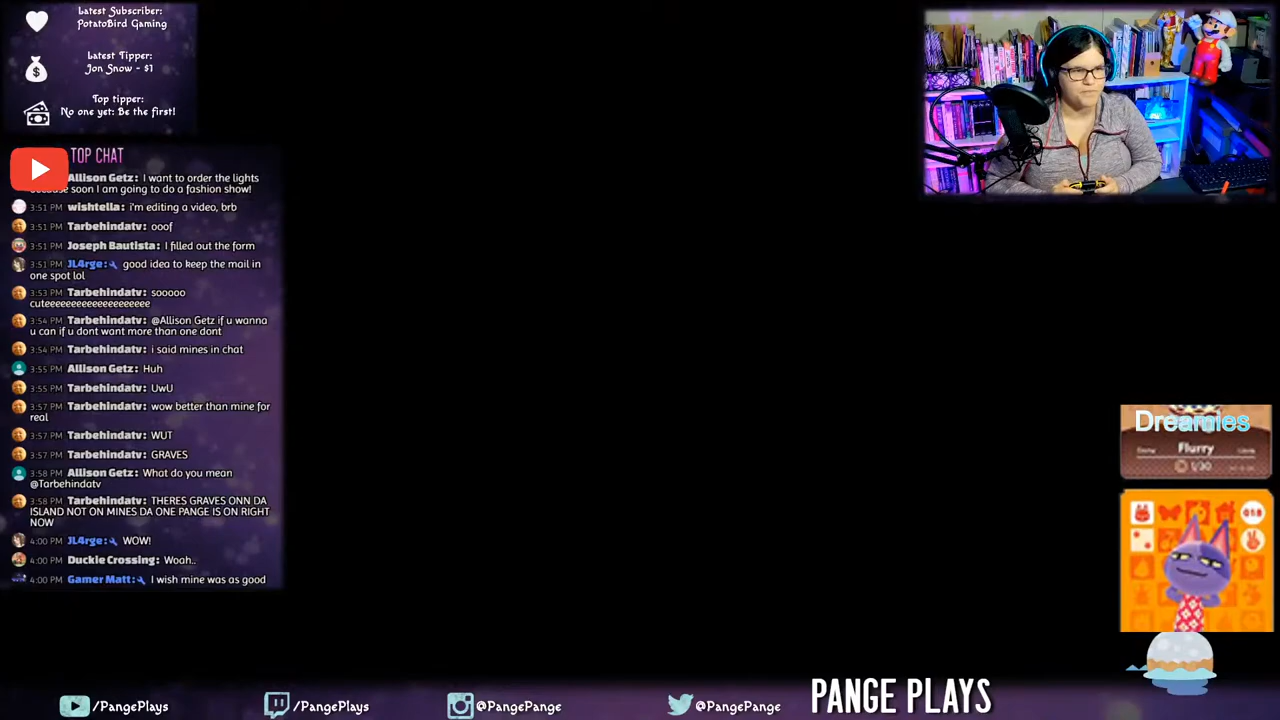 Latest Subscriber:
PotatoBird Gaming
Latest Tipper:
Jon Snow - $1
Top tipper:
No one yet: Be the first!
TOP CHAT
Allison Getz: I want to order the lights
because soon I am going to do a fashion show!
3:51 PM wishtella: i'm editing a video, brb
3:51 PM Tarbehindatv: ooof
3:51 PM Joseph Bautista: I filled out the form
3:51 PM JL4rge: good idea to keep the mail in
one spot lol
3:53 PM Tarbehindatv: sooooo
cuteeeeeeeeeeeeeeeeeeee
3:54 PM Tarbehindatv: @Allison Getz if u wanna
u can if u dont want more than one dont
3:54 PM Tarbehindatv: i said mines in chat
3:55 PM Allison Getz: Huh
3:55 PM Tarbehindatv: UwU
3:57 PM Tarbehindatv: wow better than mine for
real
3:57 PM Tarbehindatv: WUT
3:57 PM Tarbehindatv: GRAVES
3:58 PM Allison Getz: What do you mean
@Tarbehindatv
3:58 PM Tarbehindatv: THERES GRAVES ONN DA
ISLAND NOT ON MINES DA ONE PANGE IS ON RIGHT
NOW
4:00 PM JL4rge: WOW!
4:00 PM Duckie Crossing: Woah..
4:00 PM Gamer Matt: I wish mine was as good
Dreamies
Flurry
1/30
018
/PangePlays
/PangePlays
@PangePange
@PangePange
PANGE PLAYS